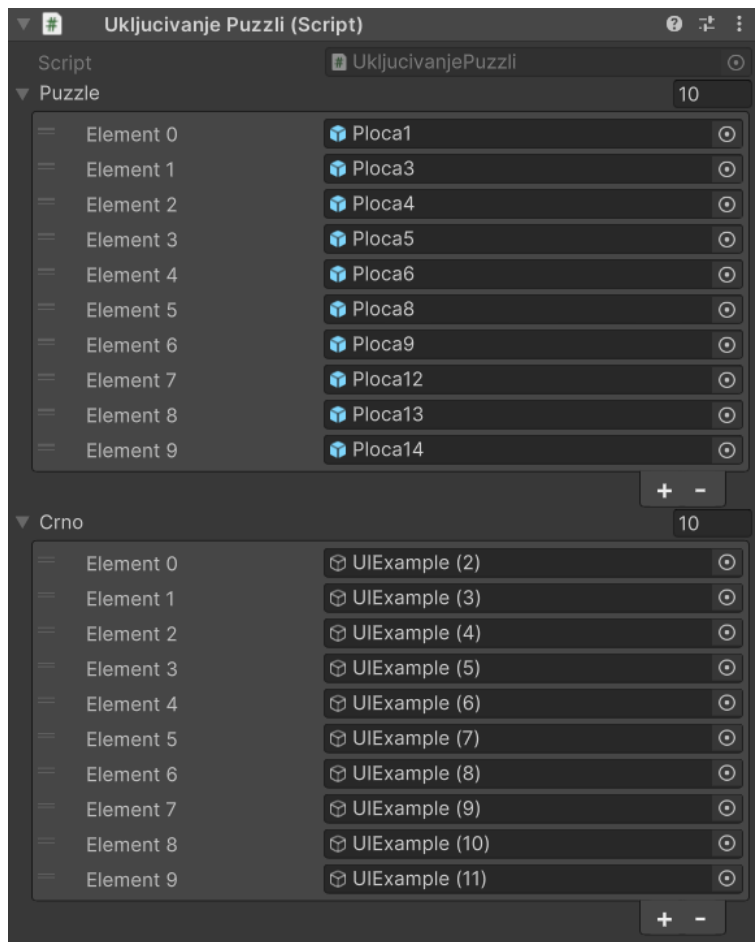 Ukljucivanje Puzzli (Script)
Script UkljucivanjePuzzli
Puzzle 10
Element 0 Ploca1
Element 1 Ploca3
Element 2 Ploca4
Element 3 Ploca5
Element 4 Ploca6
Element 5 Ploca8
Element 6 Ploca9
Element 7 Ploca12
Element 8 Ploca13
Element 9 Ploca14
+ -
Crno 10
Element 0 UIExample (2)
Element 1 UIExample (3)
Element 2 UIExample (4)
Element 3 UIExample (5)
Element 4 UIExample (6)
Element 5 UIExample (7)
Element 6 UIExample (8)
Element 7 UIExample (9)
Element 8 UIExample (10)
Element 9 UIExample (11)
+ -